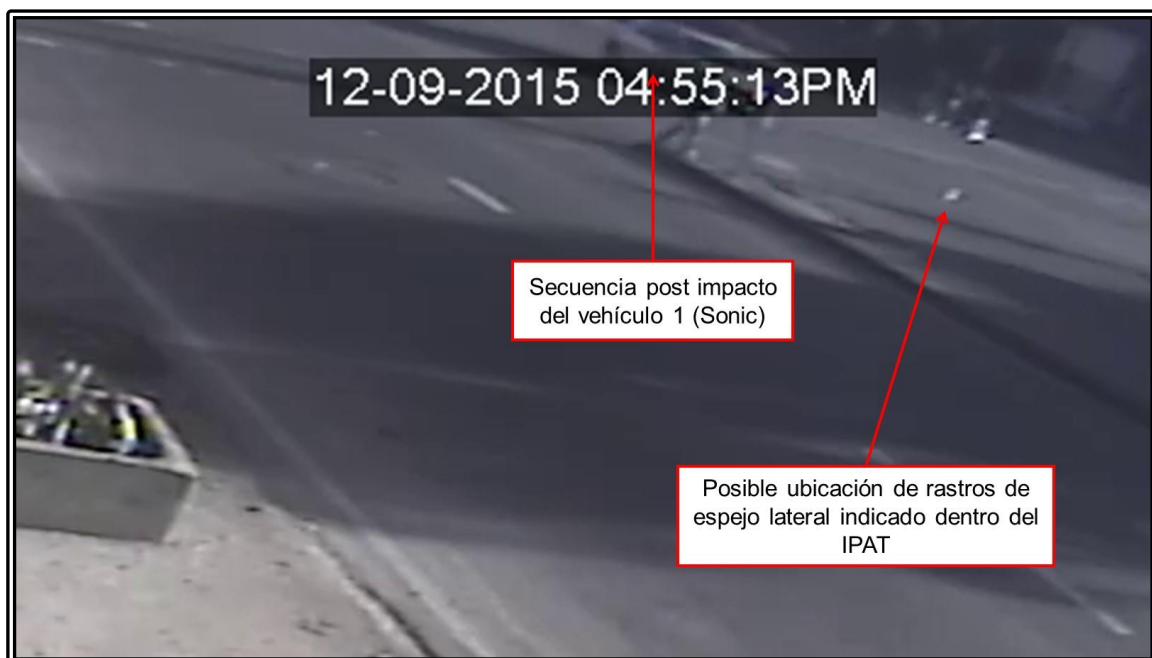 12-09-2015 04:55:13PM
Secuencia post impacto
del vehículo 1 (Sonic)
Posible ubicación de rastros de
espejo lateral indicado dentro del
IPAT